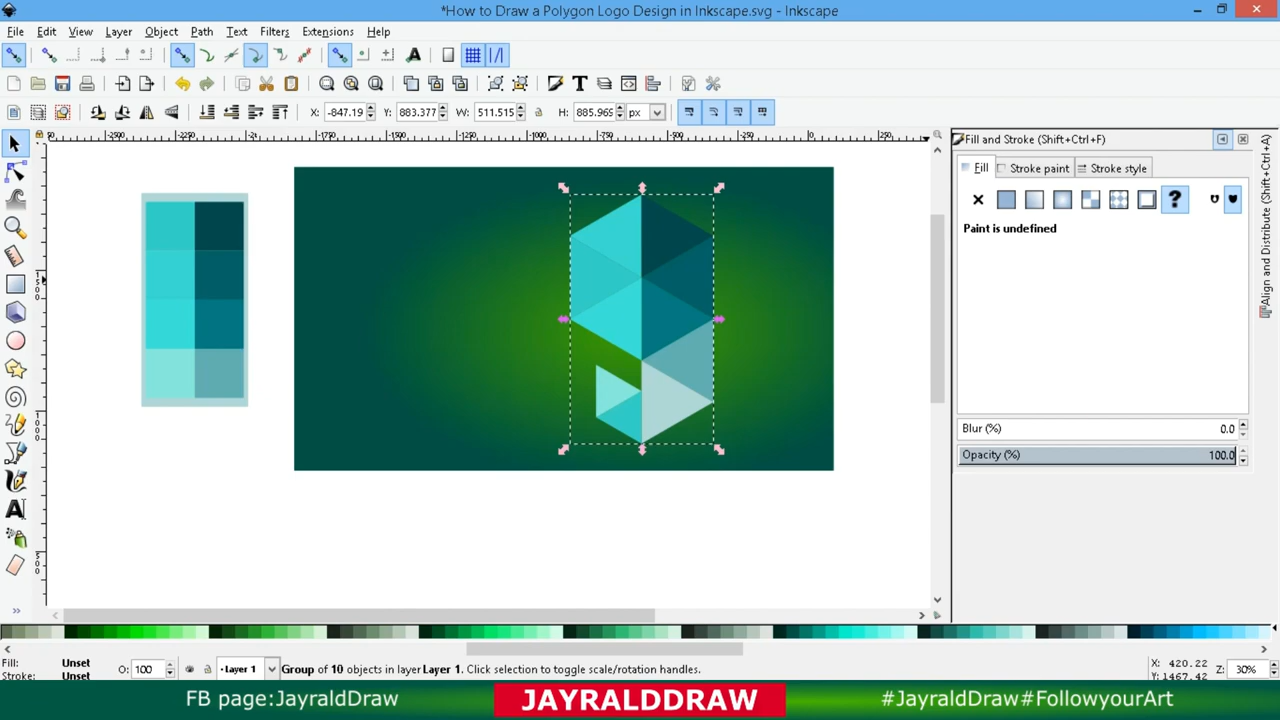 *How to Draw a Polygon Logo Design in Inkscape.svg - Inkscape
File Edit View Layer Object Path Text Filters Extensions Help
X: -847.19 Y: 883.377 W: 511.515 H: 885.969 px
Fill and Stroke (Shift+Ctrl+F)
Fill Stroke paint Stroke style
?
Paint is undefined
Blur (%) 0.0
Opacity (%) 100.0
Align and Distribute (Shift+Ctrl+A)
Fill: Unset
Stroke: Unset
O: 100
Layer 1
Group of 10 objects in layer Layer 1. Click selection to toggle scale/rotation handles.
X: 420.22
Y: 1467.42
Z: 30%
FB page:JayraldDraw
JAYRALDDRAW
#JayraldDraw#FollowyourArt